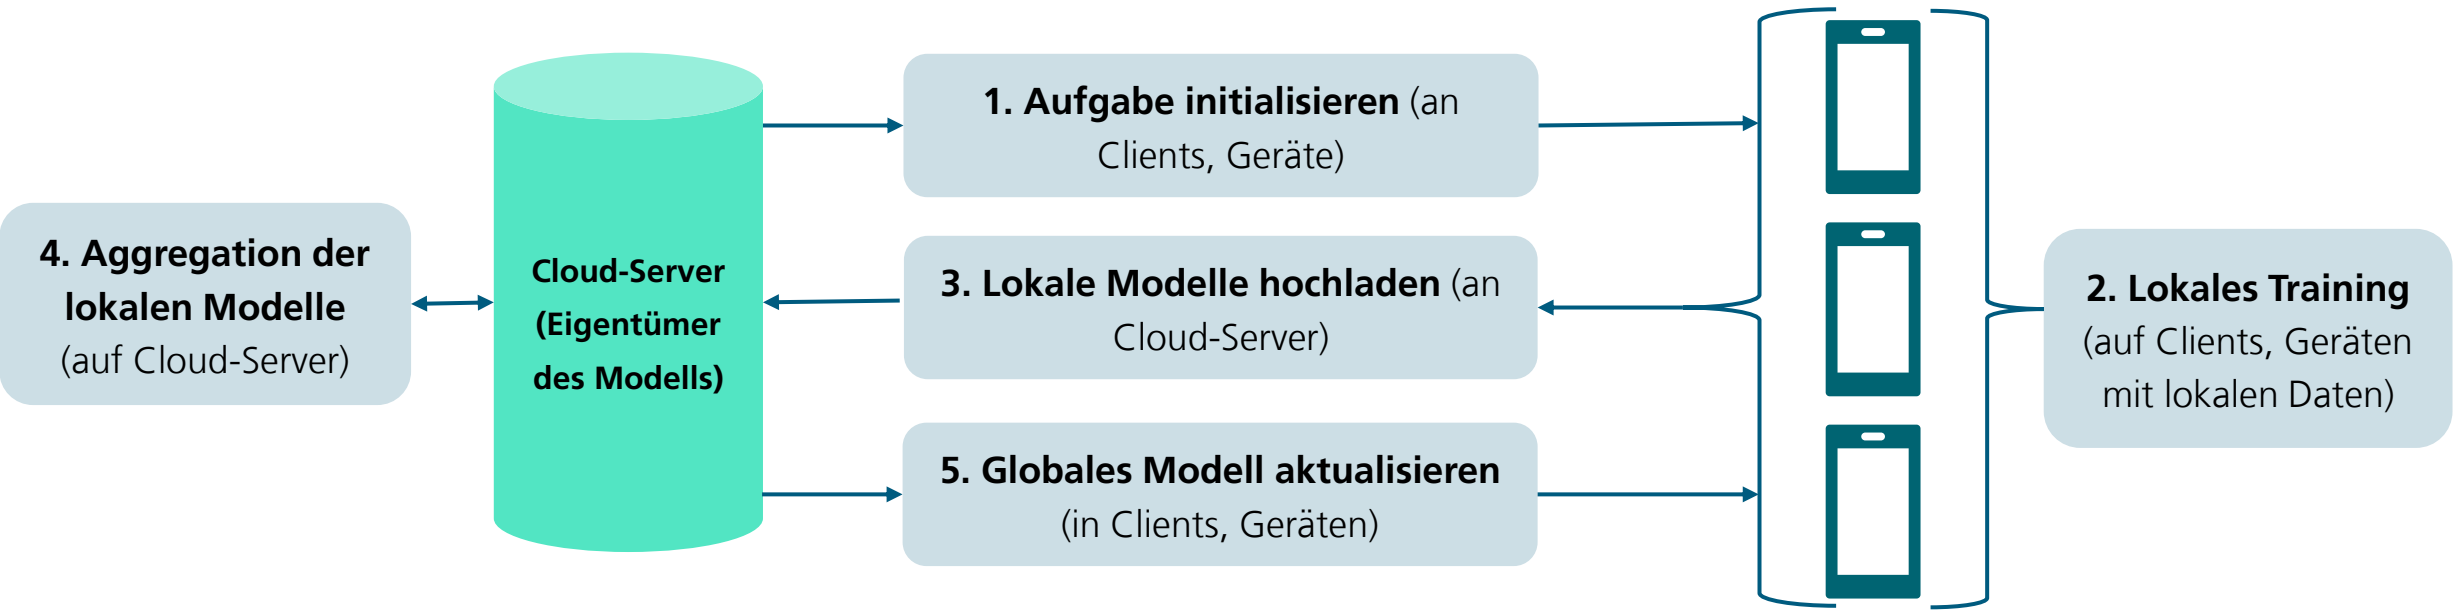 1. Aufgabe initialisieren (an
Clients, Geräte)
4. Aggregation der
lokalen Modelle
(auf Cloud-Server)
Cloud-Server
(Eigentümer
des Modells)
3. Lokale Modelle hochladen (an
Cloud-Server)
2. Lokales Training
(auf Clients, Geräten
mit lokalen Daten)
5. Globales Modell aktualisieren
(in Clients, Geräten)